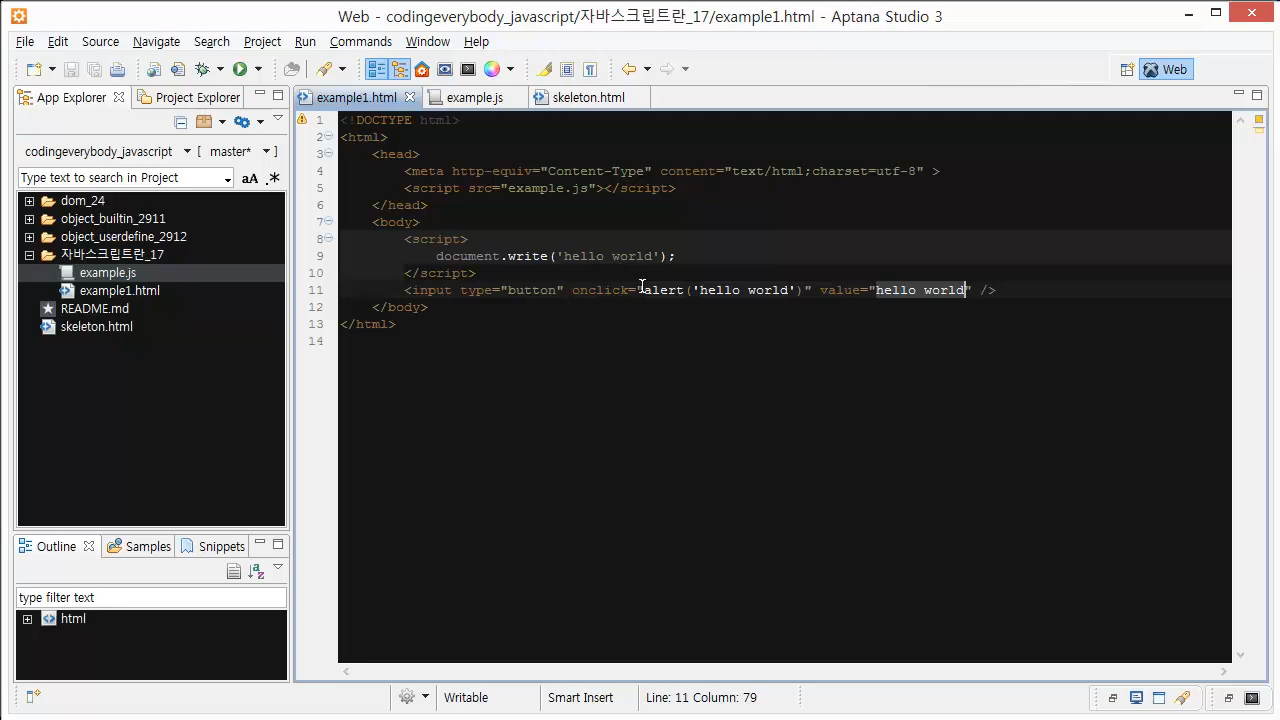 Web - codingeverybody_javascript/자바스크립트란_17/example1.html - Aptana Studio 3
File Edit Source Navigate Search Project Run Commands Window Help
Web
App Explorer Project Explorer
codingeverybody_javascript [ master* ]
Type text to search in Project aA .*
dom_24
object_builtin_2911
object_userdefine_2912
자바스크립트란_17
example.js
example1.html
README.md
skeleton.html
Outline Samples Snippets
type filter text
html
example1.html example.js skeleton.html
1 <!DOCTYPE html>
2 <html>
3 <head>
4 <meta http-equiv="Content-Type" content="text/html;charset=utf-8" >
5 <script src="example.js"></script>
6 </head>
7 <body>
8 <script>
9 document.write('hello world');
10 </script>
11 <input type="button" onclick="alert('hello world')" value="hello world" />
12 </body>
13 </html>
14
Writable Smart Insert Line: 11 Column: 79